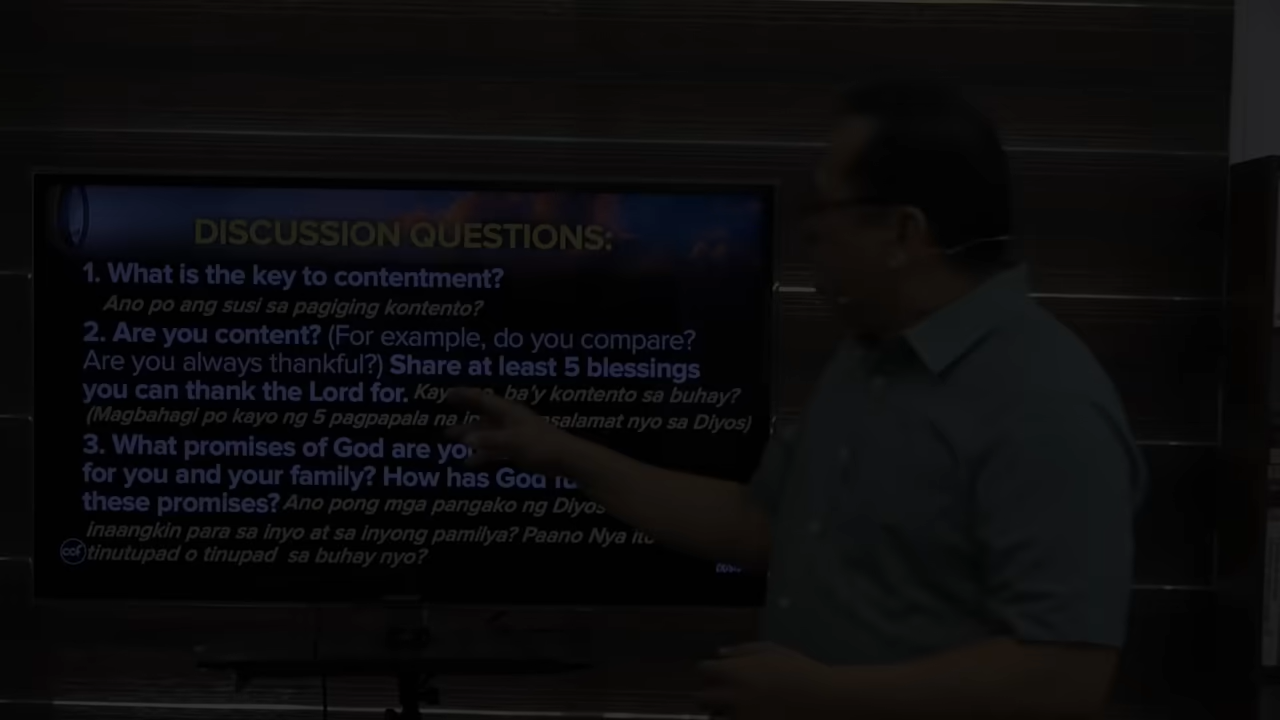 DISCUSSION QUESTIONS:
1. What is the key to contentment?
Ano po ang susi sa pagiging kontento?
2. Are you content? (For example, do you compare?
Are you always thankful?) Share at least 5 blessings
you can thank the Lord for. ba'y kontento sa buhay?
(Magbahagi po kayo ng 5 pagpapala na nyo sa Diyos)
3. What promises of God are
for you and your family? How has God
these promises? Ano pong mga pangako ng Diyos
inaangkin para sa inyo at sa inyong pamilya? Paano Nya ito
ccf tinutupad o tinupad sa buhay nyo?